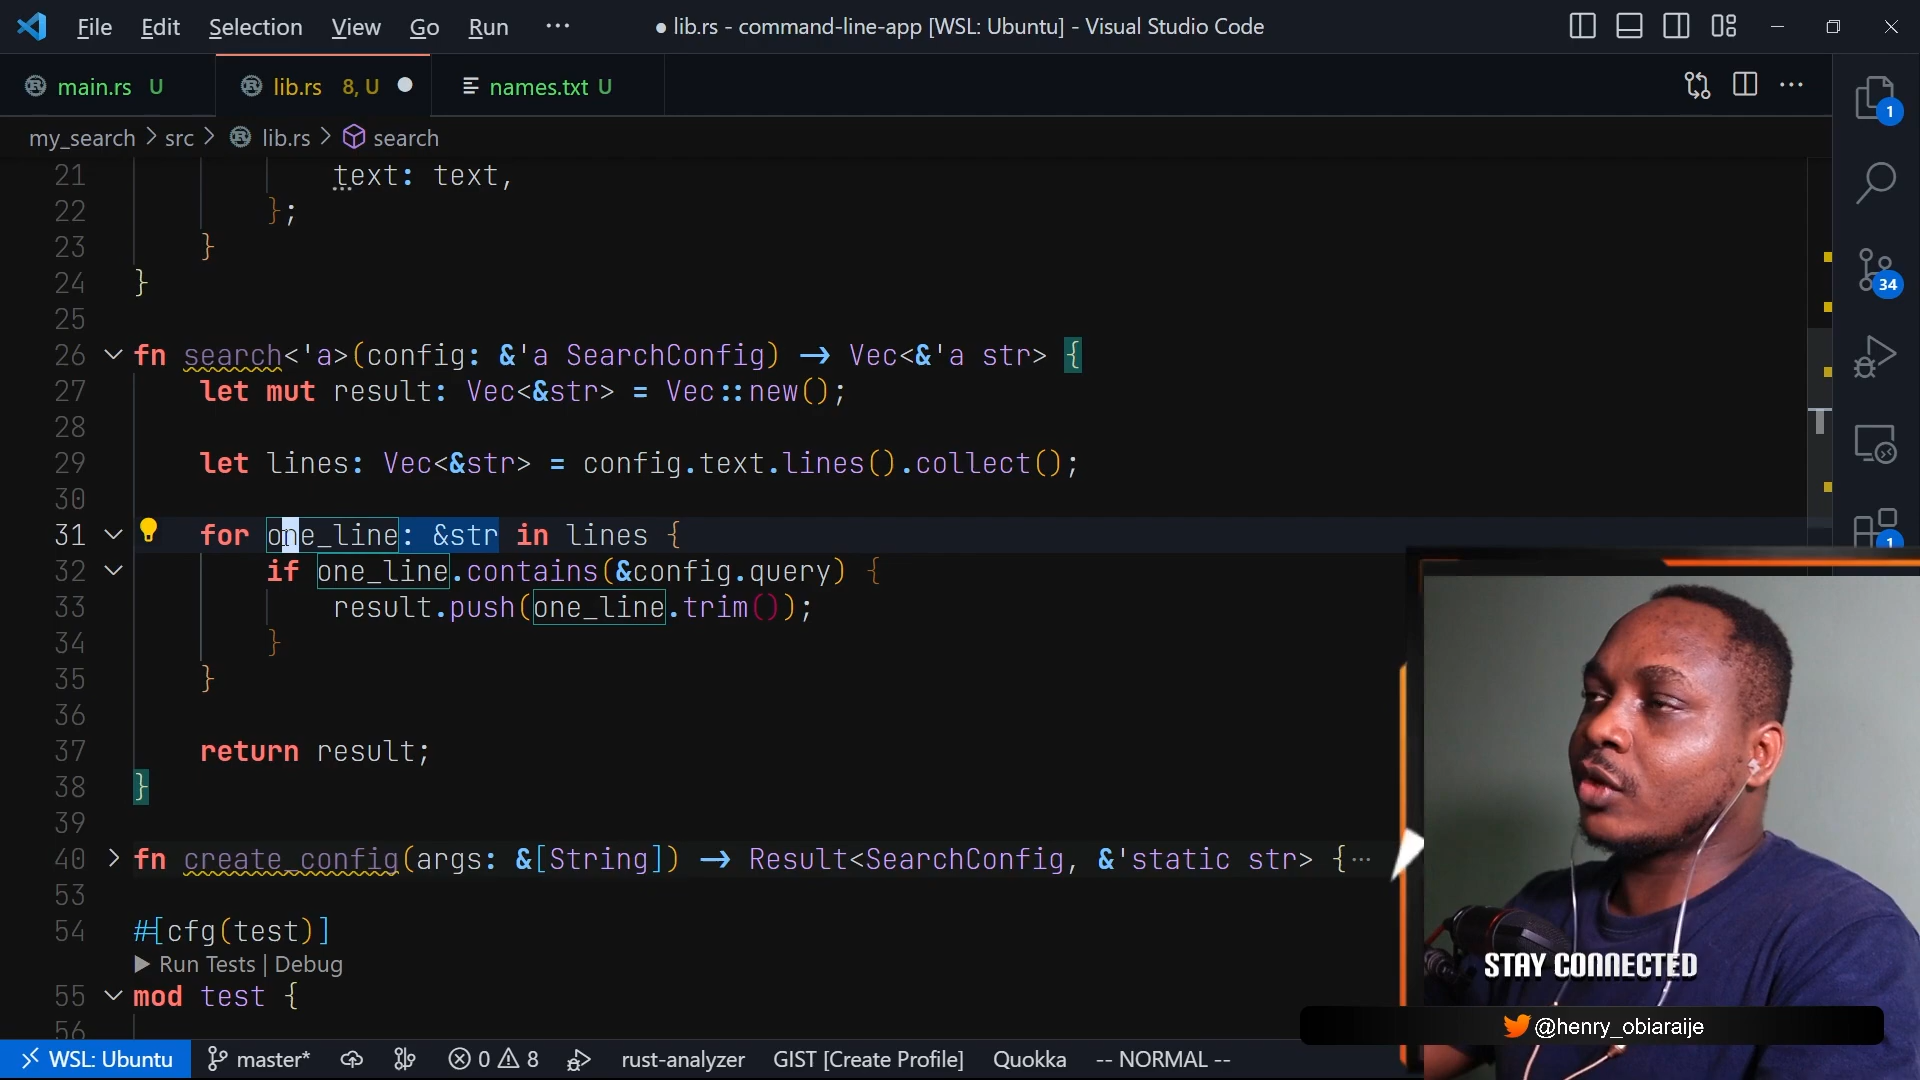 File Edit Selection View Go Run ···
● lib.rs - command-line-app [WSL: Ubuntu] - Visual Studio Code
main.rs U
lib.rs 8, U
names.txt U
my_search > src > lib.rs > search
21 text: text,
22 };
23 }
24 }
25
26 fn search<'a>(config: &'a SearchConfig) → Vec<&'a str> {
27 let mut result: Vec<&str> = Vec::new();
28
29 let lines: Vec<&str> = config.text.lines().collect();
30
31 for one_line: &str in lines {
32 if one_line.contains(&config.query) {
33 result.push(one_line.trim());
34 }
35 }
36
37 return result;
38 }
39
40 fn create_config(args: &[String]) → Result<SearchConfig, &'static str> {···
53
54 #[cfg(test)]
▶ Run Tests | Debug
55 mod test {
56
1
34
1
STAY CONNECTED
@henry_obiaraije
WSL: Ubuntu master* 0 8 rust-analyzer GIST [Create Profile] Quokka -- NORMAL --